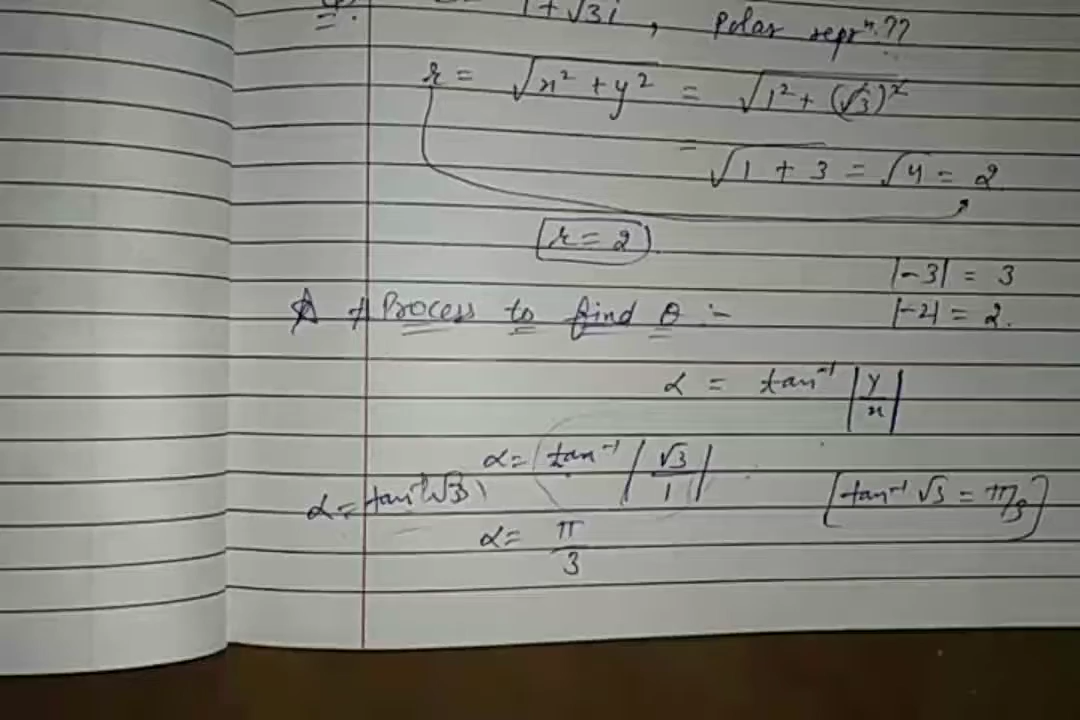 1 + √3i , Polar reprⁿ.??
r = √x² + y² = √1² + (√3)²
= √1 + 3 = √4 = 2
r = 2
|-3| = 3
|-2| = 2.
* Process to find θ :-
α = tan⁻¹ |y/x|
α = tan⁻¹ |√3/1|
α = tan⁻¹(√3) [tan⁻¹ √3 = π/3]
α = π/3